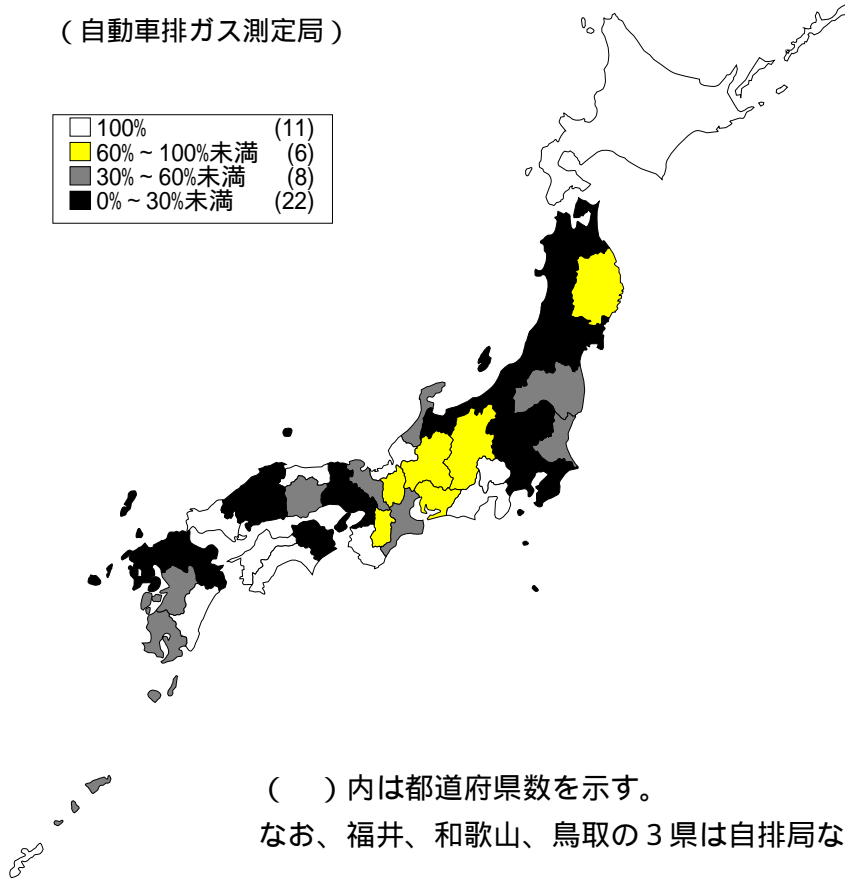 (自動車排ガス測定局)
100% (11)
60%~100%未満 (6)
30%~60%未満 (8)
0%~30%未満 (22)
(　)内は都道府県数を示す。
なお、福井、和歌山、鳥取の3県は自排局な